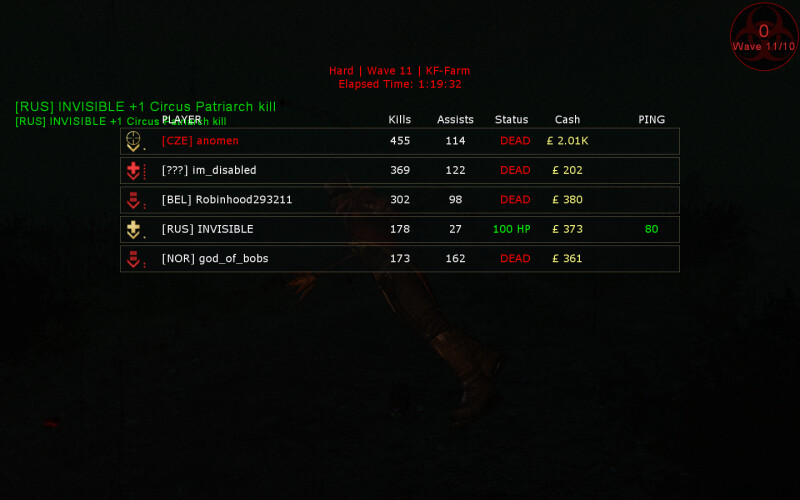 0
Wave 11/10
Hard | Wave 11 | KF-Farm
Elapsed Time: 1:19:32
[RUS] INVISIBLE +1 Circus Patriarch kill
[RUS] INVISIBLE +1 Circus Patriarch kill
PLAYER Kills Assists Status Cash PING
[CZE] anomen 455 114 DEAD £ 2.01K
[???] im_disabled 369 122 DEAD £ 202
[BEL] Robinhood293211 302 98 DEAD £ 380
[RUS] INVISIBLE 178 27 100 HP £ 373 80
[NOR] god_of_bobs 173 162 DEAD £ 361